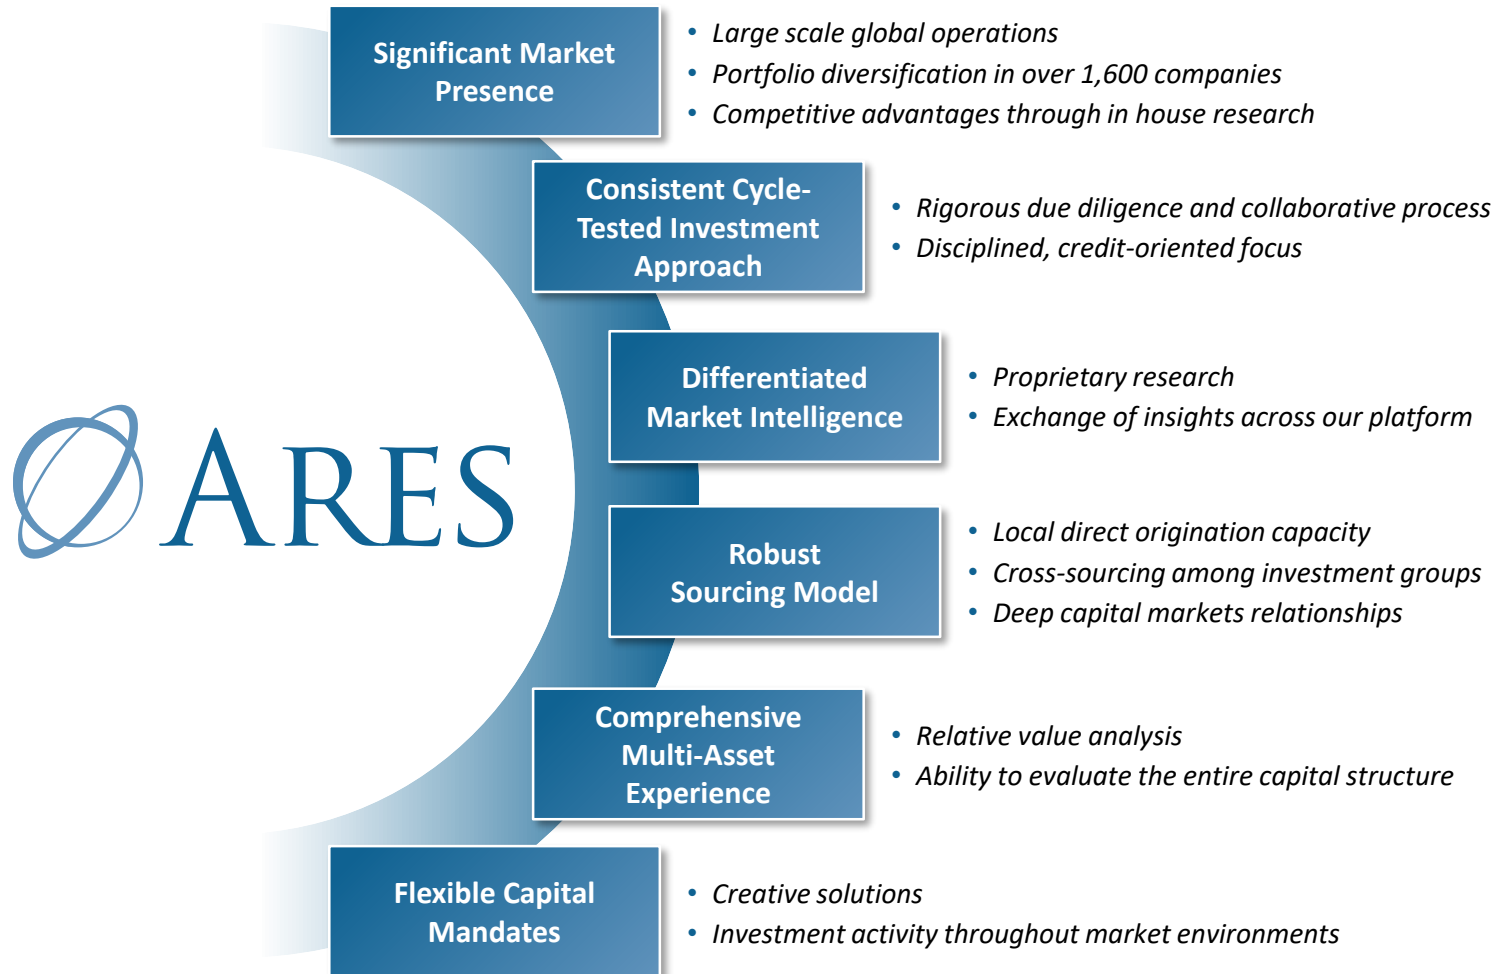 Significant Market
Presence
• Large scale global operations
• Portfolio diversification in over 1,600 companies
• Competitive advantages through in house research
Consistent Cycle-
Tested Investment
Approach
• Rigorous due diligence and collaborative process
• Disciplined, credit-oriented focus
Differentiated
Market Intelligence
• Proprietary research
• Exchange of insights across our platform
ARES
Robust
Sourcing Model
• Local direct origination capacity
• Cross-sourcing among investment groups
• Deep capital markets relationships
Comprehensive
Multi-Asset
Experience
• Relative value analysis
• Ability to evaluate the entire capital structure
Flexible Capital
Mandates
• Creative solutions
• Investment activity throughout market environments